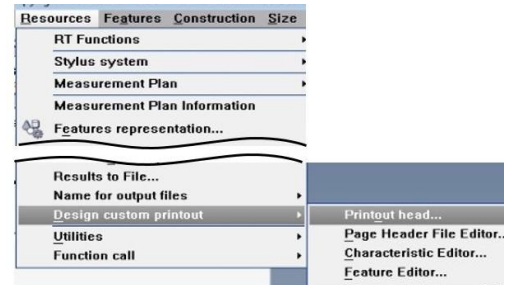 Resources Features Construction Size
RT Functions
Stylus system
Measurement Plan
Measurement Plan Information
Features representation...
Results to File...
Name for output files
Design custom printout
Printout head...
Utilities
Page Header File Editor..
Function call
Characteristic Editor...
Feature Editor...